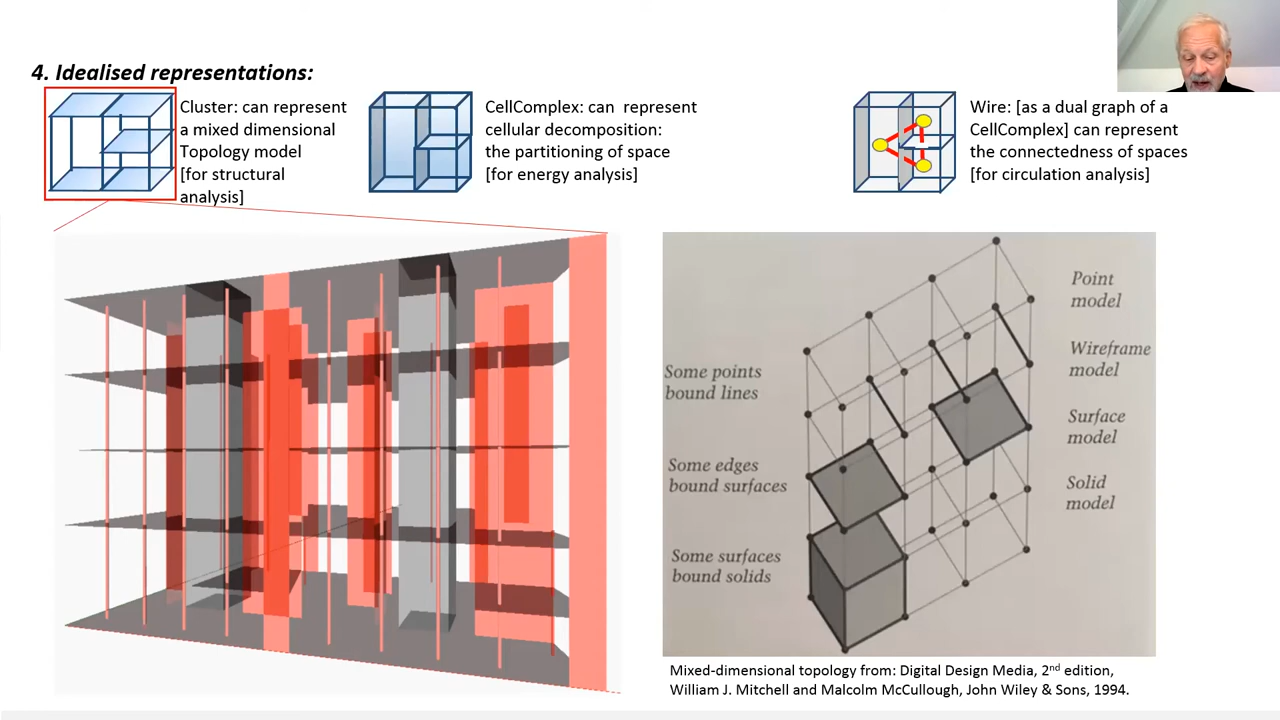 4. Idealised representations:
Cluster: can represent
a mixed dimensional
Topology model
[for structural
analysis]
CellComplex: can  represent
cellular decomposition:
the partitioning of space
[for energy analysis]
Wire: [as a dual graph of a
CellComplex] can represent
the connectedness of spaces
[for circulation analysis]
Point
model
Wireframe
model
Surface
model
Solid
model
Some points
bound lines
Some edges
bound surfaces
Some surfaces
bound solids
Mixed-dimensional topology from: Digital Design Media, 2nd edition,
William J. Mitchell and Malcolm McCullough, John Wiley & Sons, 1994.